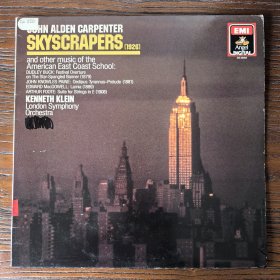 JOHN ALDEN CARPENTER
SKYSCRAPERS (1926)
and other music of the
American East Coast School:
DUDLEY BUCK: Festival Overture
on The Star-Spangled Banner (1879)
JOHN KNOWLES PAINE: Oedipus Tyrannus-Prelude (1881)
EDWARD MacDOWELL: Lamia (1889)
ARTHUR FOOTE: Suite for Strings in E (1908)
KENNETH KLEIN
London Symphony
Orchestra
EMI
Angel
DIGITAL